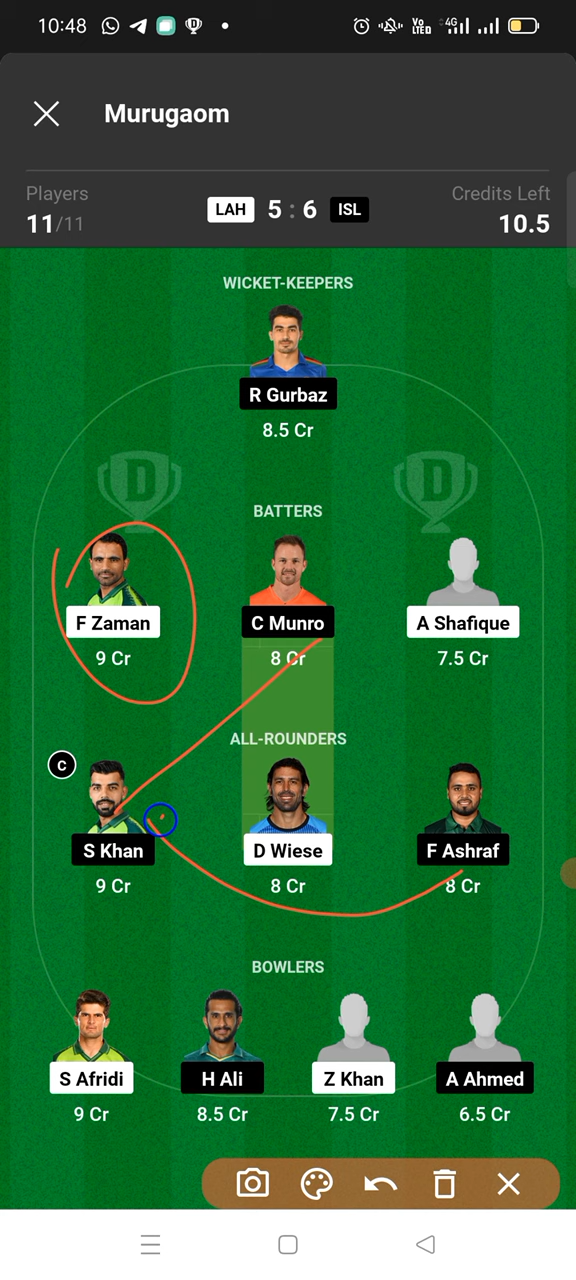 10:48 Vo LTED 4G
Murugaom
Players Credits Left
11/11 LAH 5 : 6 ISL 10.5
WICKET-KEEPERS
R Gurbaz
8.5 Cr
D D
BATTERS
F Zaman C Munro A Shafique
9 Cr 8 Cr 7.5 Cr
ALL-ROUNDERS
C
S Khan D Wiese F Ashraf
9 Cr 8 Cr 8 Cr
BOWLERS
S Afridi H Ali Z Khan A Ahmed
9 Cr 8.5 Cr 7.5 Cr 6.5 Cr